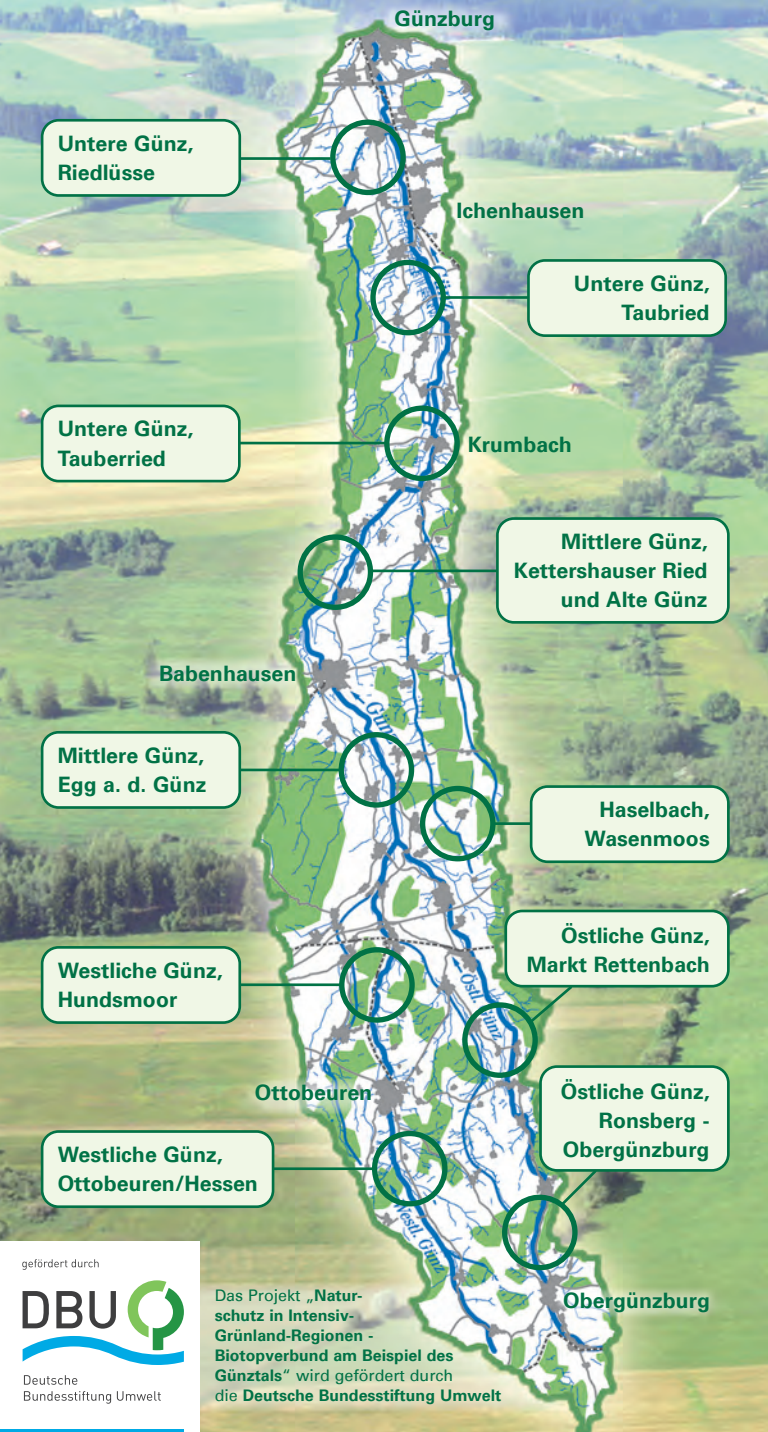 Günzburg
Untere Günz,
Riedlüsse
Ichenhausen
Untere Günz,
Taubried
Untere Günz,
Tauberried
Krumbach
Mittlere Günz,
Kettershauser Ried
und Alte Günz
Babenhausen
Günz
Mittlere Günz,
Egg a. d. Günz
Haselbach,
Wasenmoos
Östliche Günz,
Markt Rettenbach
Westliche Günz,
Hundsmoor
Östl. Günz
Ottobeuren
Östliche Günz,
Ronsberg -
Obergünzburg
Westliche Günz,
Ottobeuren/Hessen
Westl. Günz
Obergünzburg
gefördert durch
DBU
Deutsche
Bundesstiftung Umwelt
Das Projekt „Natur-
schutz in Intensiv-
Grünland-Regionen -
Biotopverbund am Beispiel des
Günztals“ wird gefördert durch
die Deutsche Bundesstiftung Umwelt